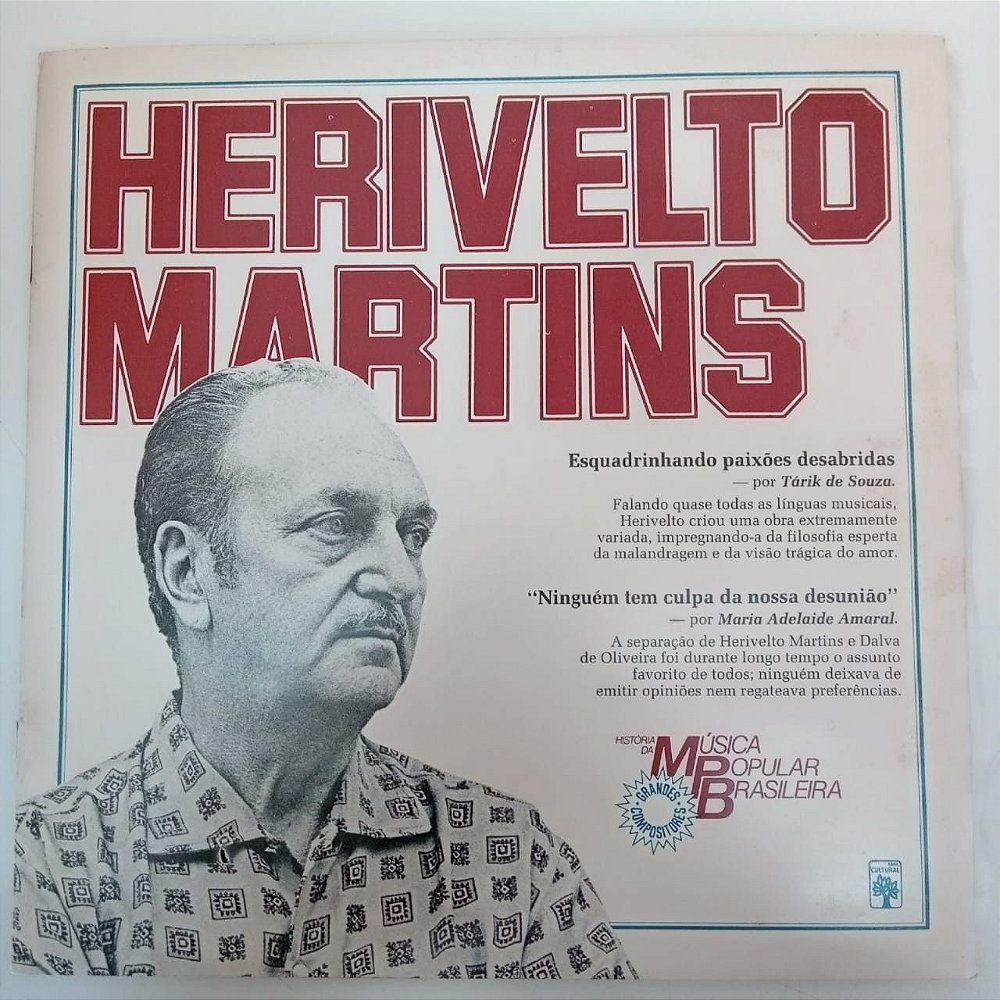 HERIVELTO
MARTINS
Esquadrinhando paixões desabridas
— por Tárik de Souza.
Falando quase todas as línguas musicais,
Herivelto criou uma obra extremamente
variada, impregnando-a da filosofia esperta
da malandragem e da visão trágica do amor.
“Ninguém tem culpa da nossa desunião”
— por Maria Adelaide Amaral.
A separação de Herivelto Martins e Dalva
de Oliveira foi durante longo tempo o assunto
favorito de todos; ninguém deixava de
emitir opiniões nem regateava preferências.
HISTÓRIA
DA
MÚSICA
POPULAR
BRASILEIRA
GRANDES
COMPOSITORES
ABRIL
CULTURAL